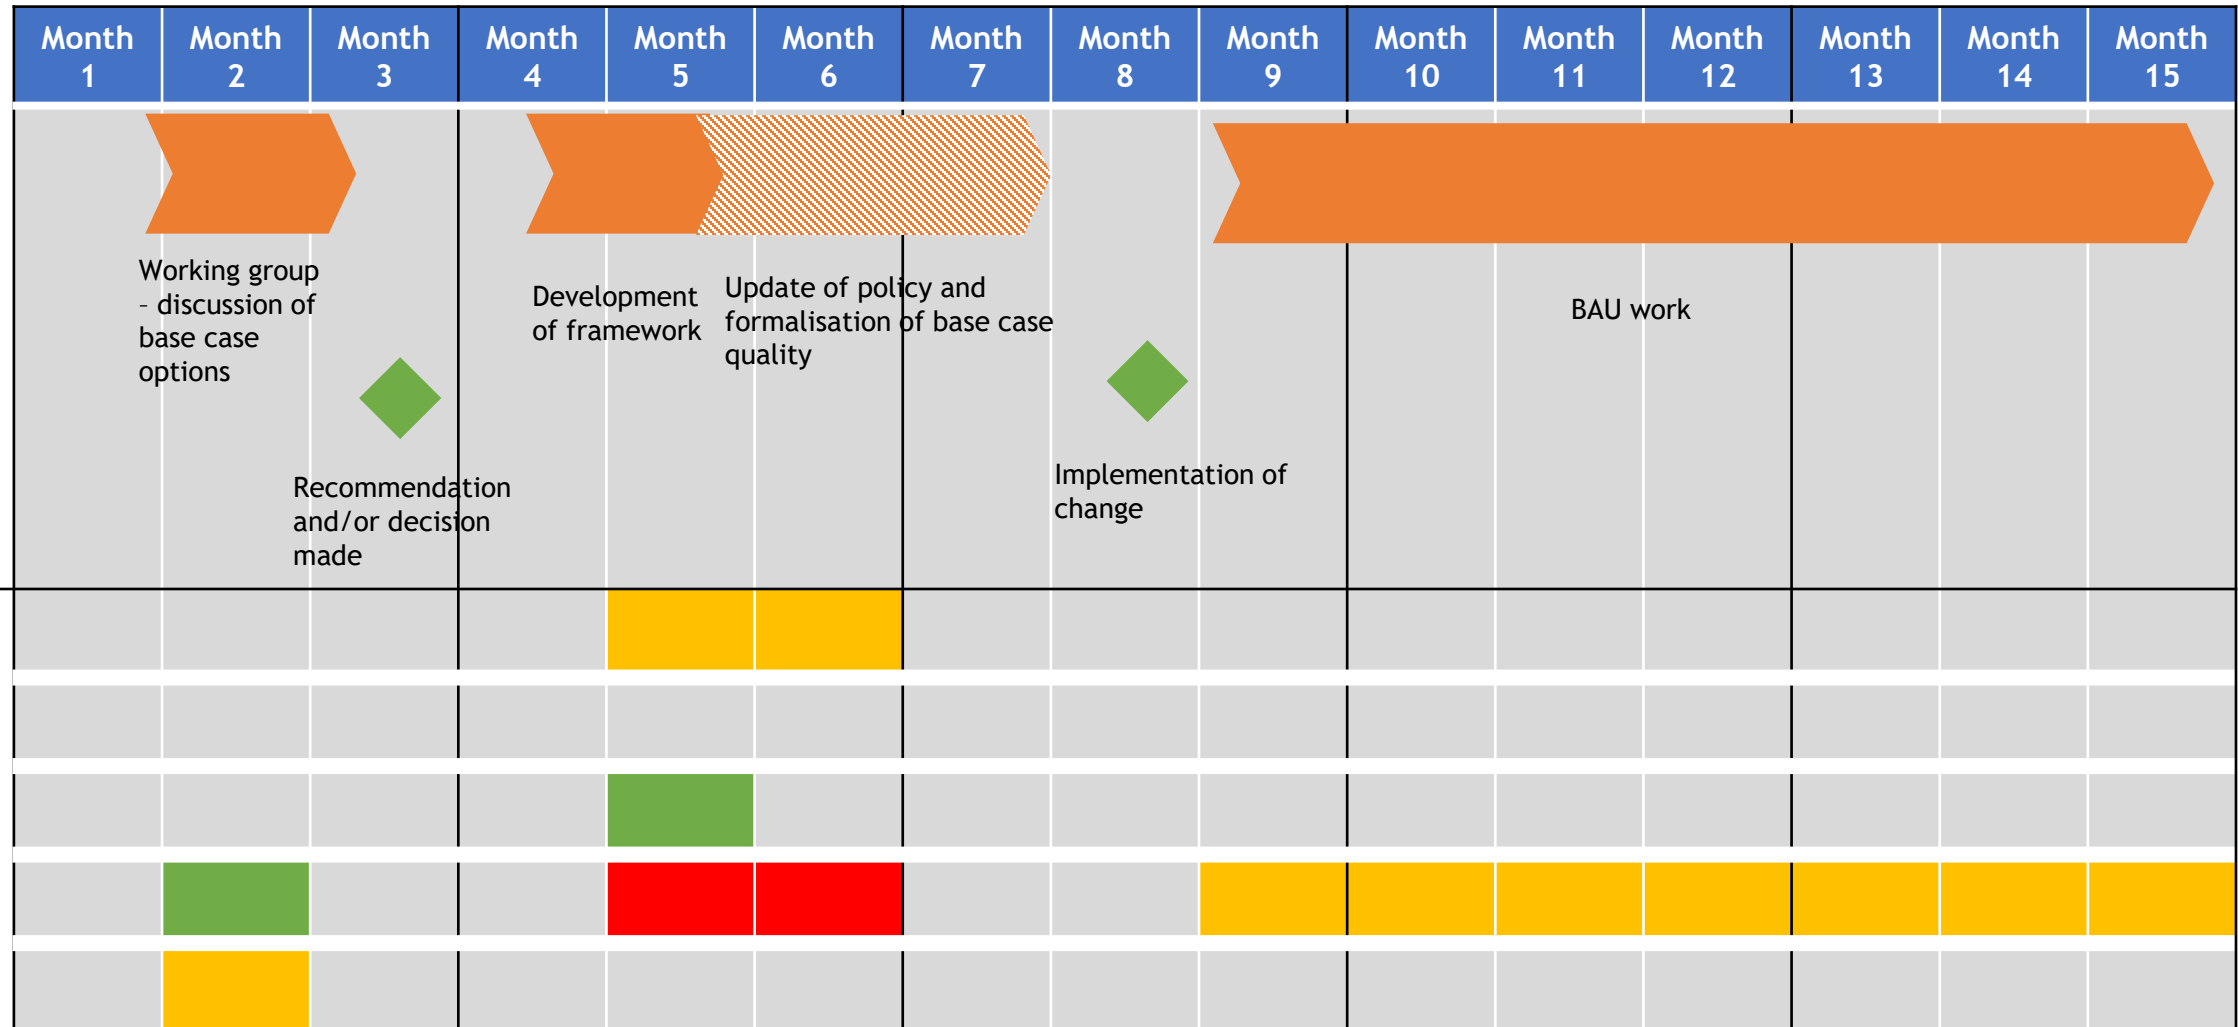 Month
1
Month
2
Month
3
Month
4
Month
5
Month
6
Month
7
Month
8
Month
9
Month
10
Month
11
Month
12
Month
13
Month
14
Month
15
Working group
– discussion of
base case
options
Recommendation
and/or decision
made
Development
of framework
Update of policy and
formalisation of base case
quality
Implementation of
change
BAU work